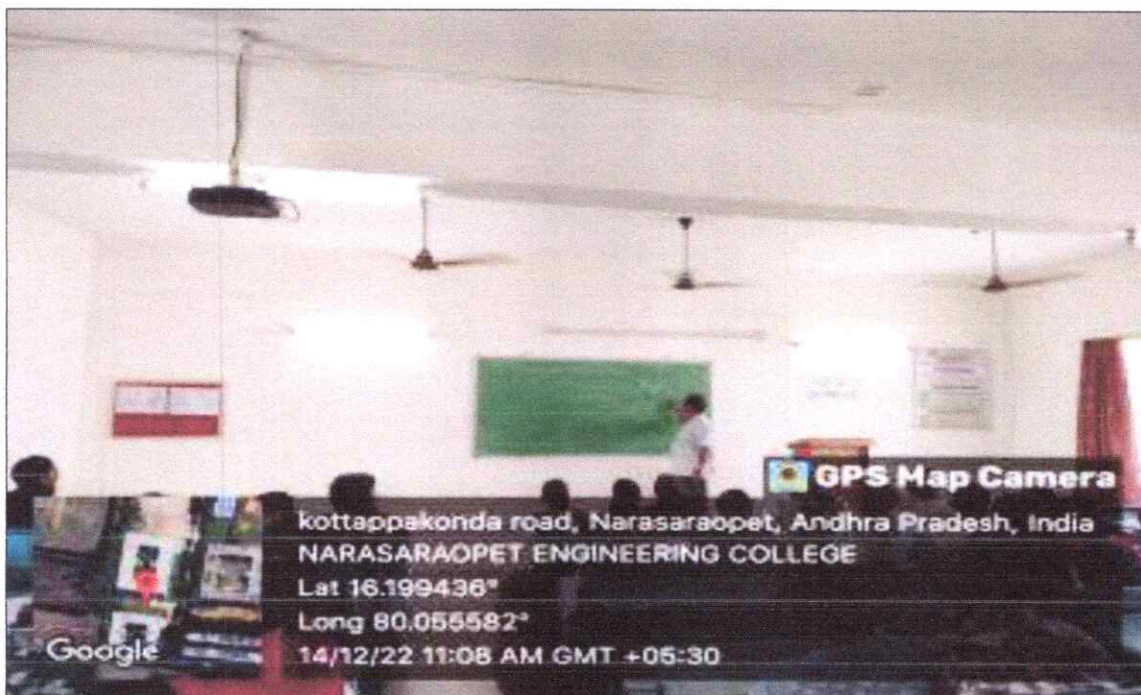 GPS Map Camera
kottappakonda road, Narasaraopet, Andhra Pradesh, India
NARASARAOPET ENGINEERING COLLEGE
Lat 16.199436°
Long 80.055582°
14/12/22 11:08 AM GMT +05:30
Google